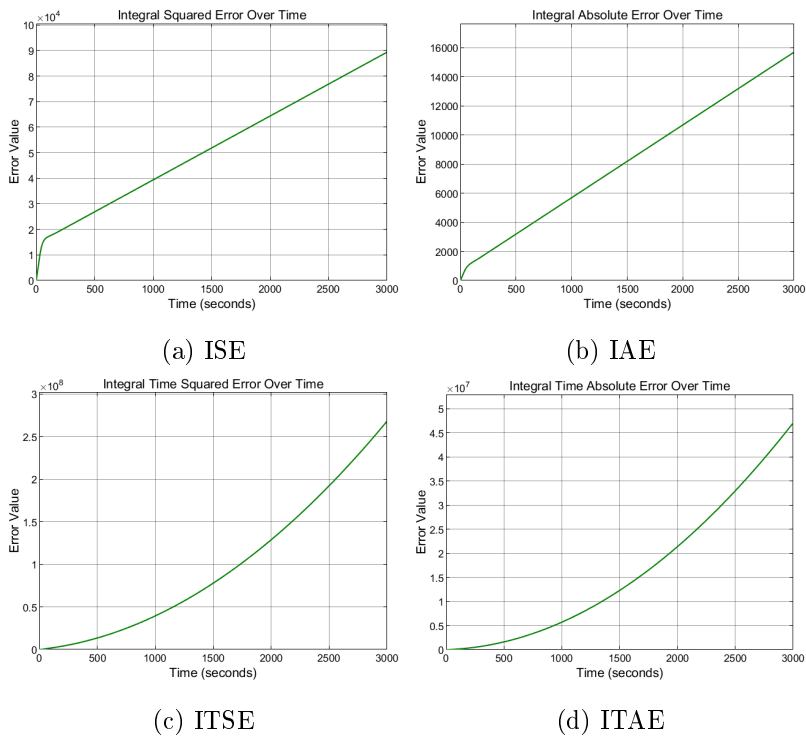 Integral Squared Error Over Time
×10⁴
10
9
8
7
6
5
4
3
2
1
0
Error Value
0 500 1000 1500 2000 2500 3000
Time (seconds)
(a) ISE
Integral Absolute Error Over Time
16000
14000
12000
10000
8000
6000
4000
2000
0
Error Value
0 500 1000 1500 2000 2500 3000
Time (seconds)
(b) IAE
Integral Time Squared Error Over Time
×10⁸
3
2.5
2
1.5
1
0.5
0
Error Value
0 500 1000 1500 2000 2500 3000
Time (seconds)
(c) ITSE
Integral Time Absolute Error Over Time
×10⁷
5
4.5
4
3.5
3
2.5
2
1.5
1
0.5
0
Error Value
0 500 1000 1500 2000 2500 3000
Time (seconds)
(d) ITAE